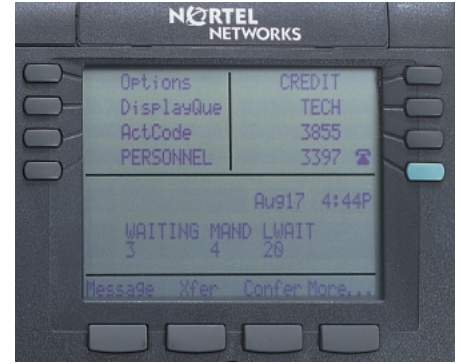 NORTEL
NETWORKS
Options CREDIT
DisplayQue TECH
ActCode 3855
PERSONNEL 3397
Aug17 4:44P
WAITING MAND LWAIT
3 4 20
Message Xfer Confer More...